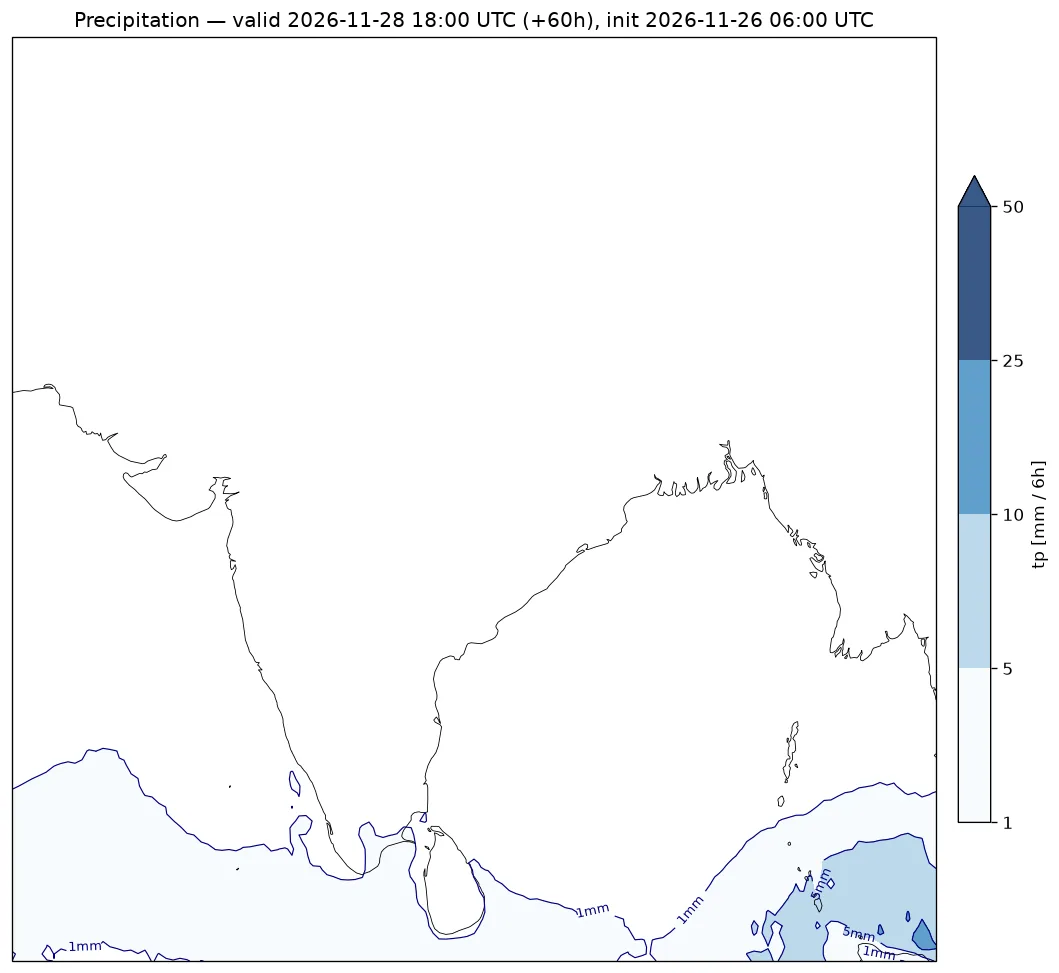 Precipitation — valid 2026-11-28 18:00 UTC (+60h), init 2026-11-26 06:00 UTC
50
25
10
5
1
tp [mm / 6h]
5mm
1mm
1mm
5mm
1mm
1mm